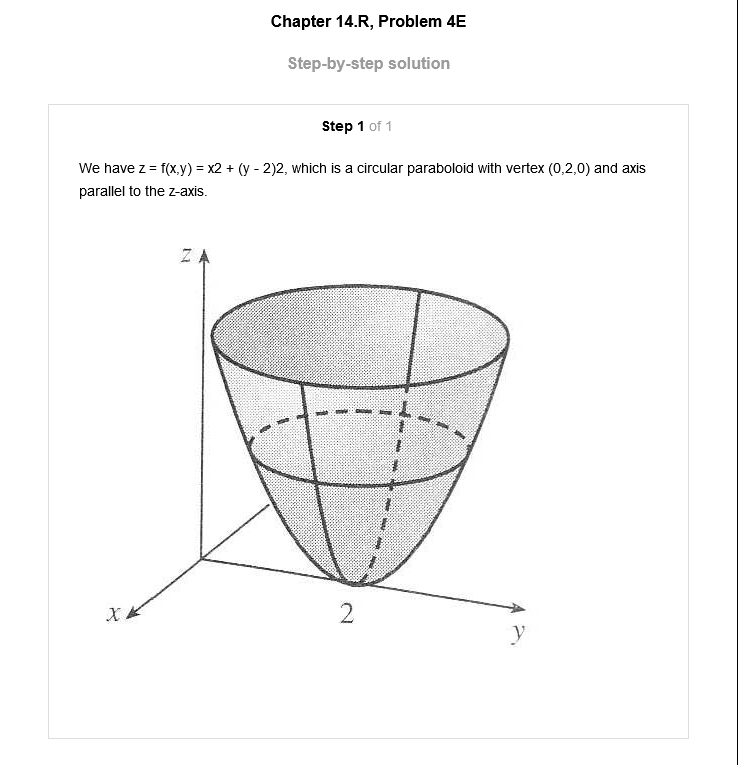 Chapter 14.R, Problem 4E
Step-by-step solution
Step 1 of 1
We have z = f(x,y) = x2 + (y - 2)2, which is a circular paraboloid with vertex (0,2,0) and axis
parallel to the z-axis.
z
x
2
y